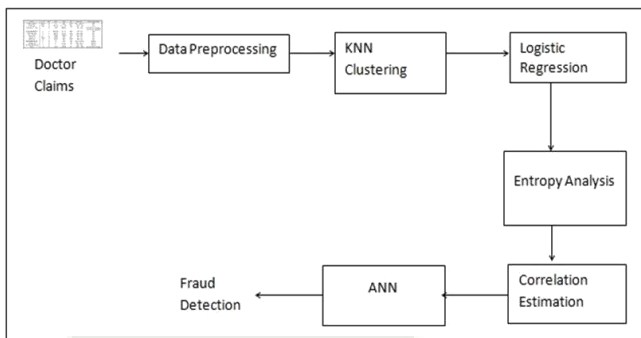 Doctor
Claims
Data Preprocessing
KNN
Clustering
Logistic
Regression
Entropy Analysis
Correlation
Estimation
ANN
Fraud
Detection